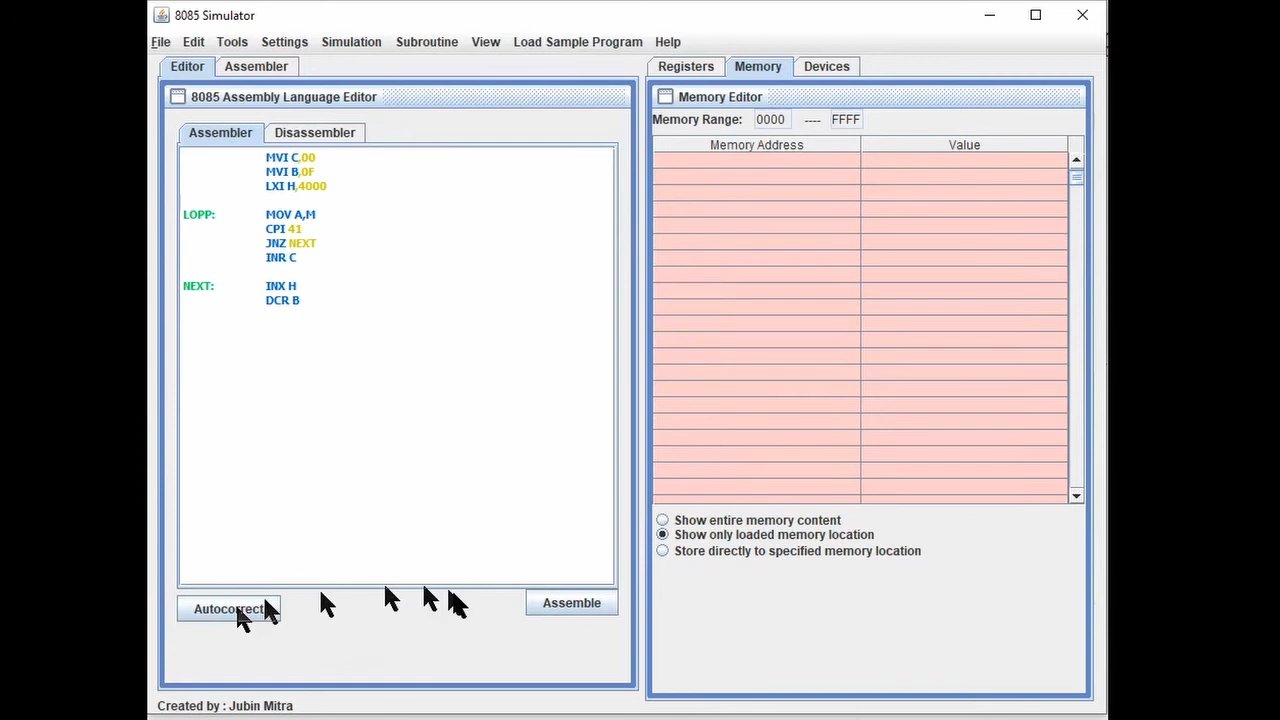 8085 Simulator
File Edit Tools Settings Simulation Subroutine View Load Sample Program Help
Editor Assembler
8085 Assembly Language Editor
Assembler Disassembler
MVI C,00
MVI B,0F
LXI H,4000
LOPP: MOV A,M
CPI 41
JNZ NEXT
INR C
NEXT: INX H
DCR B
Autocorrect
Assemble
Registers Memory Devices
Memory Editor
Memory Range: 0000 ---- FFFF
Memory Address Value
Show entire memory content
Show only loaded memory location
Store directly to specified memory location
Created by : Jubin Mitra